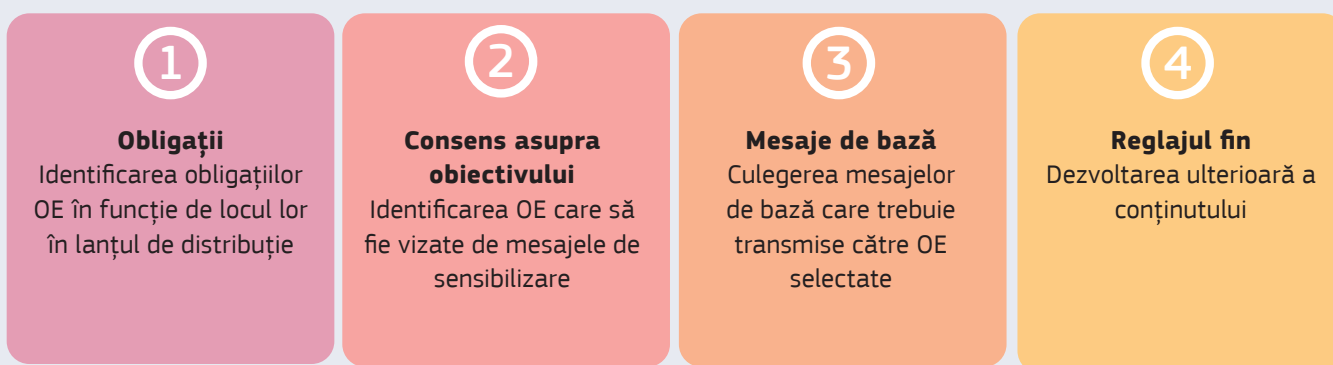 1
Obligații
Identificarea obligațiilor
OE în funcție de locul lor
în lanțul de distribuție
2
Consens asupra
obiectivului
Identificarea OE care să
fie vizate de mesajele de
sensibilizare
3
Mesaje de bază
Culegerea mesajelor
de bază care trebuie
transmise către OE
selectate
4
Reglajul fin
Dezvoltarea ulterioară a
conținutului